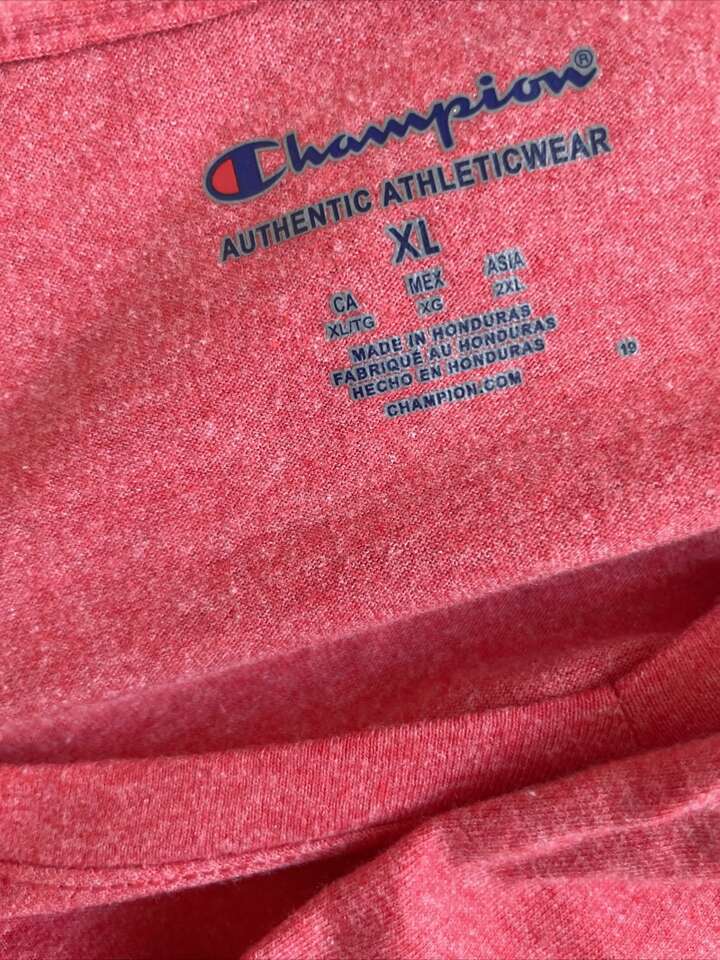 Champion®
AUTHENTIC ATHLETICWEAR
XL
CA MEX ASIA
XL/TG XG 2XL
MADE IN HONDURAS
FABRIQUÉ AU HONDURAS
HECHO EN HONDURAS
19
CHAMPION.COM